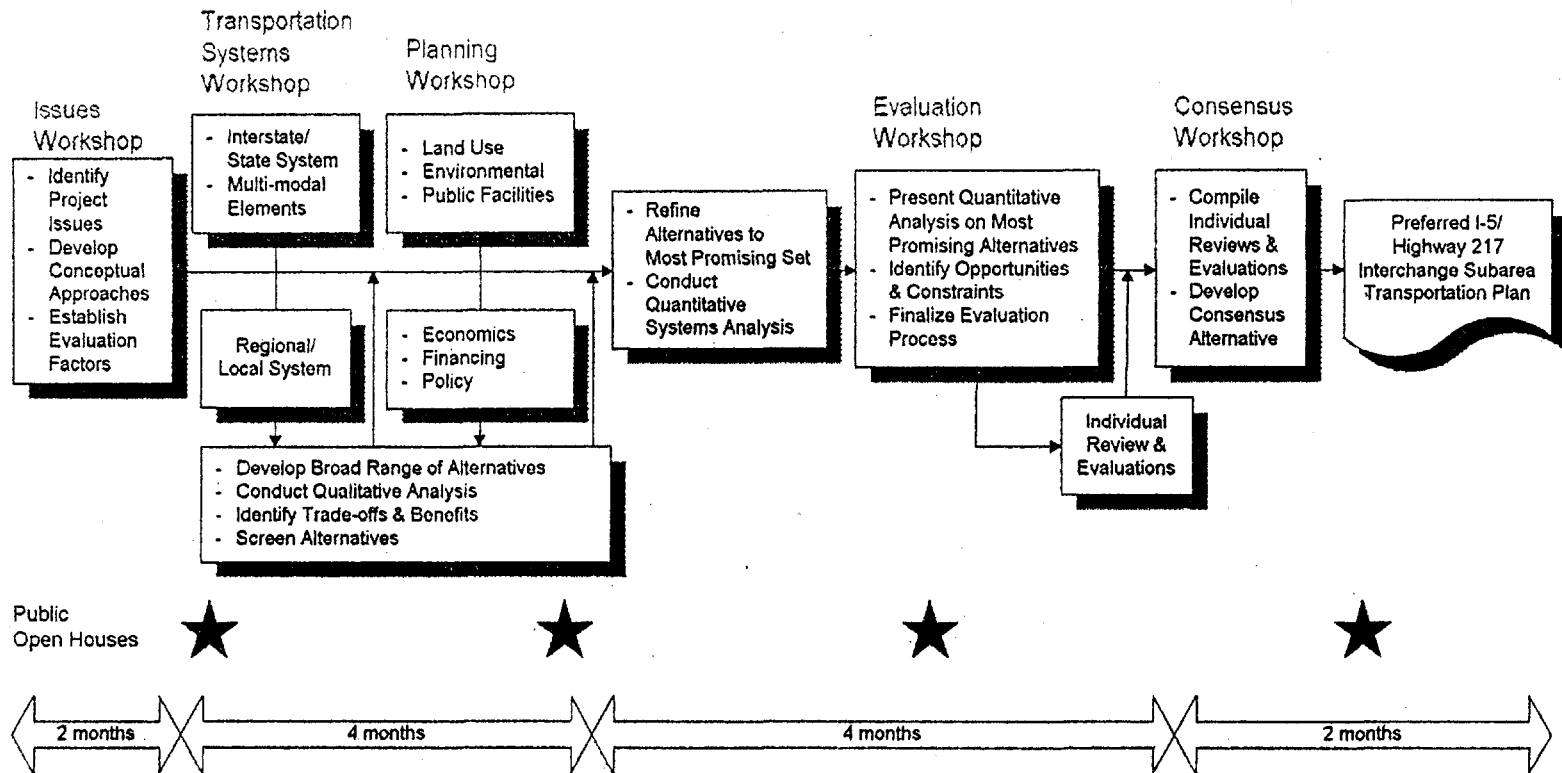 Transportation
Systems
Workshop
Planning
Workshop
Issues
Workshop
Evaluation
Workshop
Consensus
Workshop
- Identify
Project
Issues
- Develop
Conceptual
Approaches
- Establish
Evaluation
Factors
- Interstate/
State System
- Multi-modal
Elements
- Land Use
- Environmental
- Public Facilities
Regional/
Local System
- Economics
- Financing
- Policy
- Develop Broad Range of Alternatives
- Conduct Qualitative Analysis
- Identify Trade-offs & Benefits
- Screen Alternatives
- Refine
Alternatives to
Most Promising Set
- Conduct
Quantitative
Systems Analysis
- Present Quantitative
Analysis on Most
Promising Alternatives
- Identify Opportunities
& Constraints
- Finalize Evaluation
Process
Individual
Review &
Evaluations
- Compile
Individual
Reviews &
Evaluations
- Develop
Consensus
Alternative
Preferred I-5/
Highway 217
Interchange Subarea
Transportation Plan
Public
Open Houses
2 months
4 months
4 months
2 months